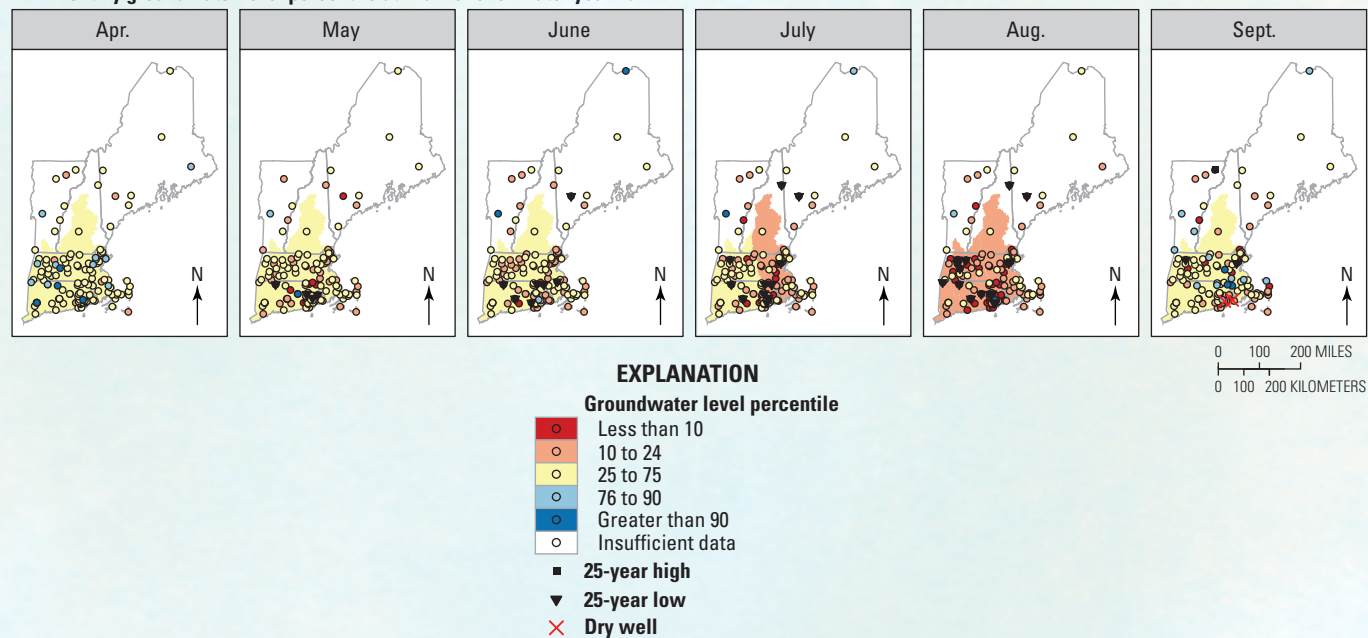 Apr. May June July Aug. Sept.
N N N N N N
0 100 200 MILES
0 100 200 KILOMETERS
EXPLANATION
Groundwater level percentile
Less than 10
10 to 24
25 to 75
76 to 90
Greater than 90
Insufficient data
25-year high
25-year low
Dry well